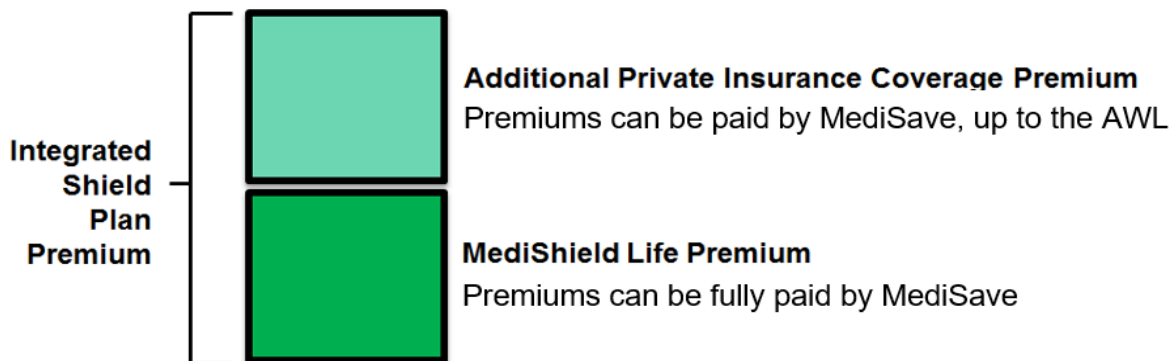 Additional Private Insurance Coverage Premium
Premiums can be paid by MediSave, up to the AWL
Integrated
Shield
Plan
Premium
MediShield Life Premium
Premiums can be fully paid by MediSave